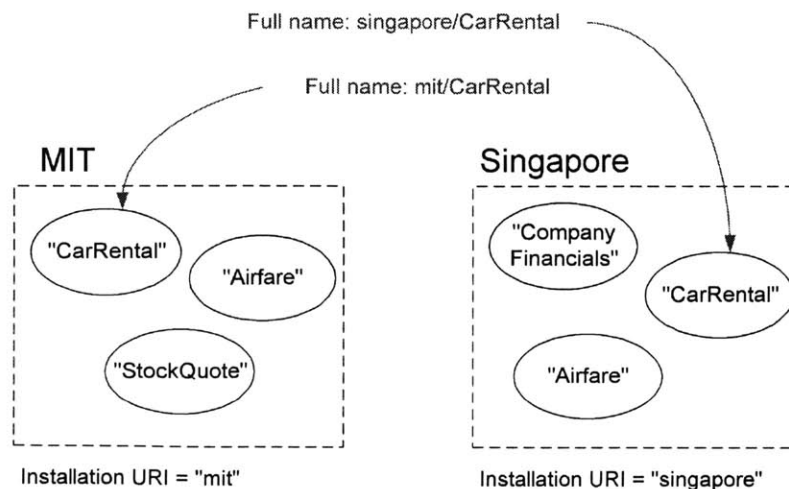 Full name: singapore/CarRental
Full name: mit/CarRental
MIT
Singapore
"CarRental"
"Airfare"
"StockQuote"
"Company
Financials"
"CarRental"
"Airfare"
Installation URI = "mit"
Installation URI = "singapore"